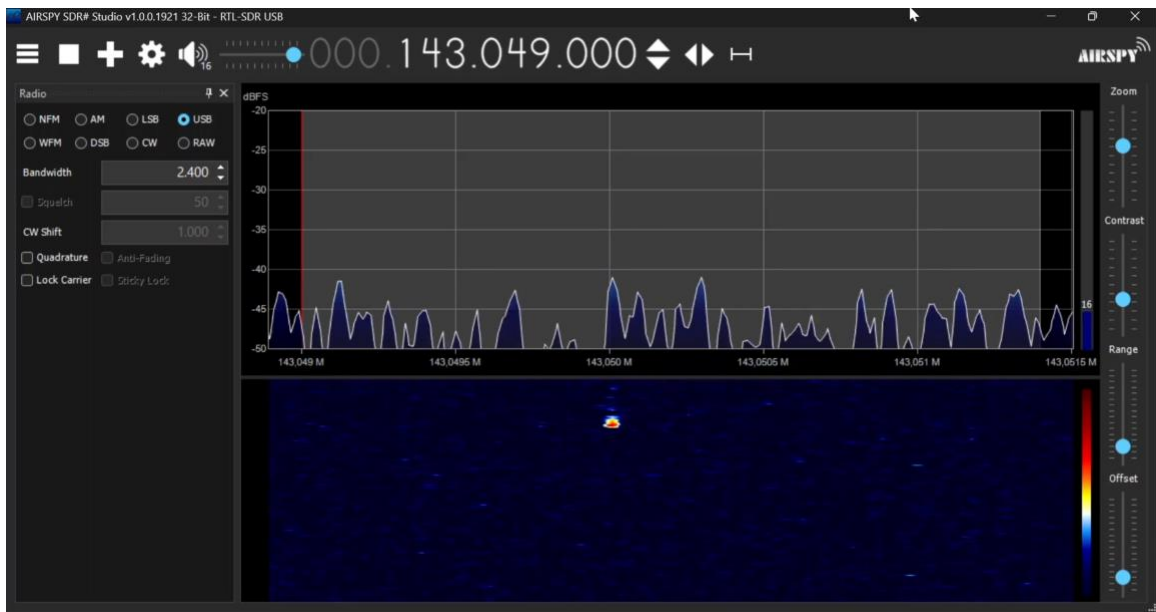 AIRSPY SDR# Studio v1.0.0.1921 32-Bit - RTL-SDR USB
16
000.143.049.000
AIRSPY
Radio
NFM AM LSB USB
WFM DSB CW RAW
Bandwidth 2.400
Squelch 50
CW Shift 1.000
Quadrature Anti-Fading
Lock Carrier Sticky Lock
dBFS
-20
-25
-30
-35
-40
-45
-50
143,049 M 143,0495 M 143,050 M 143,0505 M 143,051 M 143,0515 M
16
Zoom
Contrast
Range
Offset